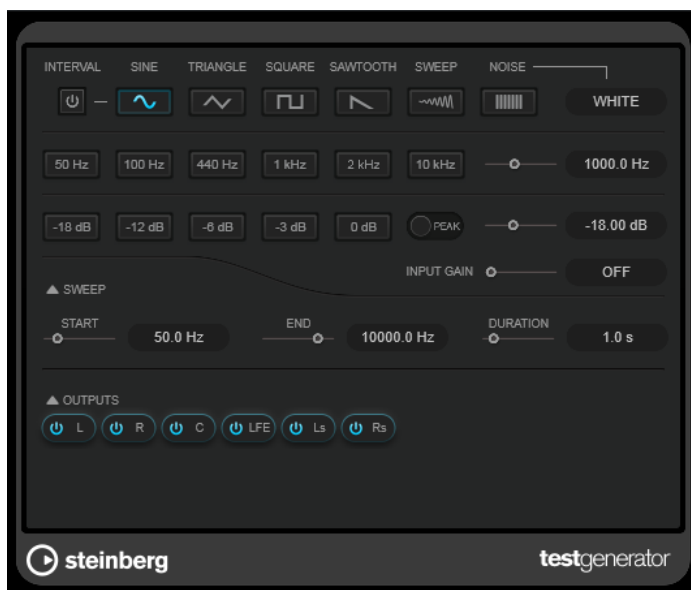 INTERVAL SINE TRIANGLE SQUARE SAWTOOTH SWEEP NOISE
WHITE
50 Hz 100 Hz 440 Hz 1 kHz 2 kHz 10 kHz 1000.0 Hz
-18 dB -12 dB -6 dB -3 dB 0 dB PEAK -18.00 dB
INPUT GAIN OFF
SWEEP
START 50.0 Hz END 10000.0 Hz DURATION 1.0 s
OUTPUTS
L R C LFE Ls Rs
steinberg testgenerator